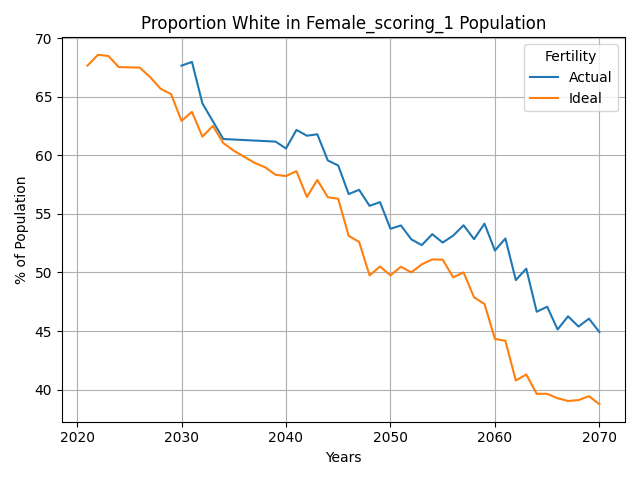 Proportion White in Female_scoring_1 Population
70
65
60
55
50
45
40
% of Population
Fertility
Actual
Ideal
2020 2030 2040 2050 2060 2070
Years